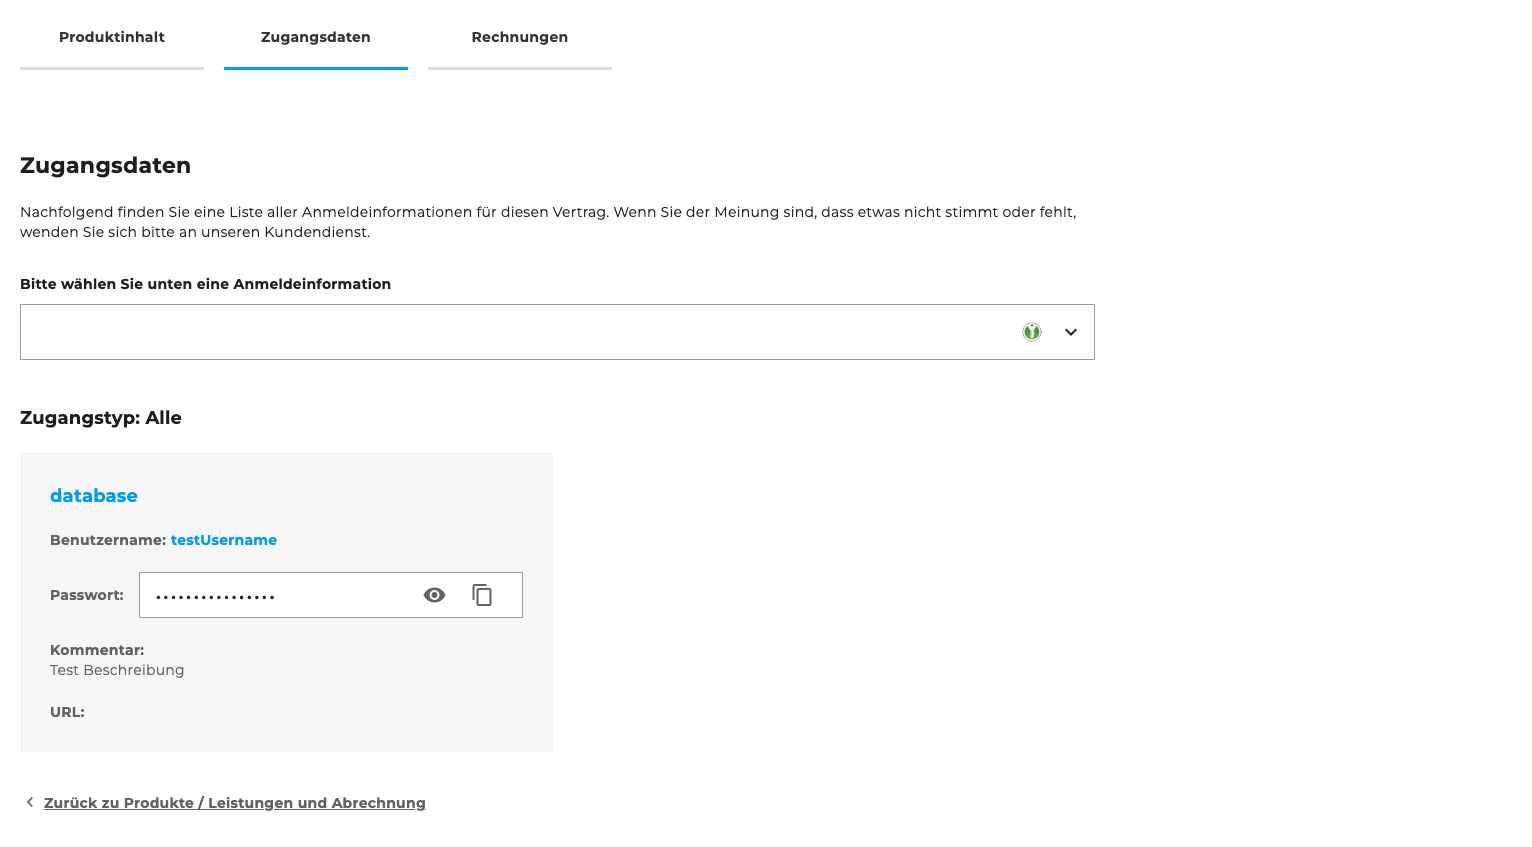 Produktinhalt
Zugangsdaten
Rechnungen
Zugangsdaten
Nachfolgend finden Sie eine Liste aller Anmeldeinformationen für diesen Vertrag. Wenn Sie der Meinung sind, dass etwas nicht stimmt oder fehlt,
wenden Sie sich bitte an unseren Kundendienst.
Bitte wählen Sie unten eine Anmeldeinformation
Zugangstyp: Alle
database
Benutzername: testUsername
Passwort: ••••••••••••••••
Kommentar:
Test Beschreibung
URL:
Zurück zu Produkte / Leistungen und Abrechnung